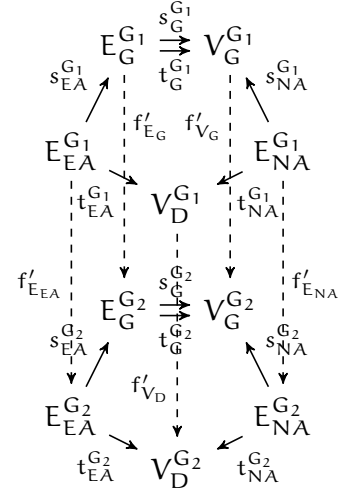 s_G^{G_1}
E_G^{G_1} V_G^{G_1}
t_G^{G_1}
s_{EA}^{G_1} s_{NA}^{G_1}
f'_{E_G} f'_{V_G}
E_{EA}^{G_1} E_{NA}^{G_1}
t_{EA}^{G_1} V_D^{G_1} t_{NA}^{G_1}
f'_{E_{EA}} s_G^{G_2} f'_{E_{NA}}
E_G^{G_2} V_G^{G_2}
s_{EA}^{G_2} t_G^{G_2} s_{NA}^{G_2}
f'_{V_D}
E_{EA}^{G_2} E_{NA}^{G_2}
t_{EA}^{G_2} V_D^{G_2} t_{NA}^{G_2}